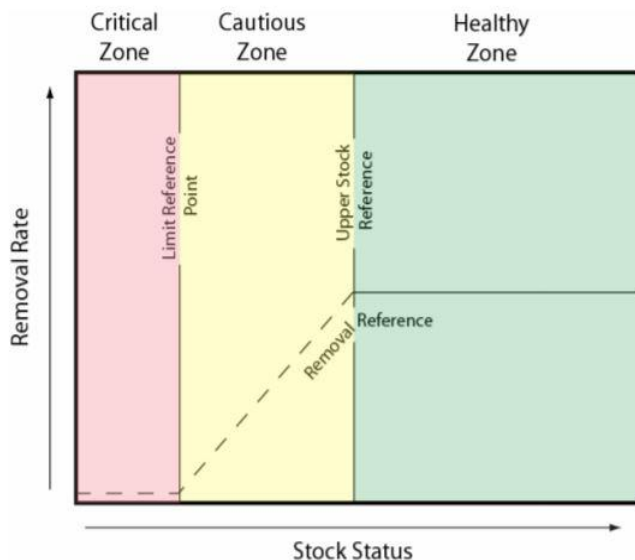 Critical
Zone
Cautious
Zone
Healthy
Zone
Removal Rate
Limit Reference
Point
Upper Stock
Reference
Removal Reference
Stock Status